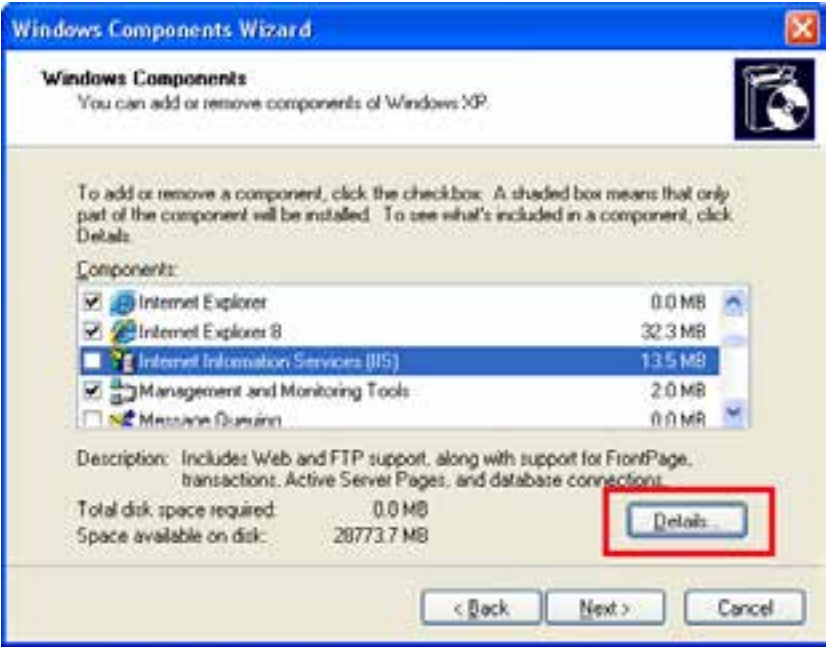 Windows Components Wizard
Windows Components
You can add or remove components of Windows XP.
To add or remove a component, click the checkbox. A shaded box means that only
part of the component will be installed. To see what's included in a component, click
Details.
Components:
Internet Explorer 0.0 MB
Internet Explorer 8 32.3 MB
Internet Information Services (IIS) 13.5 MB
Management and Monitoring Tools 2.0 MB
Message Queuing 0.0 MB
Description: Includes Web and FTP support, along with support for FrontPage,
transactions, Active Server Pages, and database connections.
Total disk space required: 0.0 MB
Space available on disk: 28773.7 MB
Details...
< Back Next > Cancel